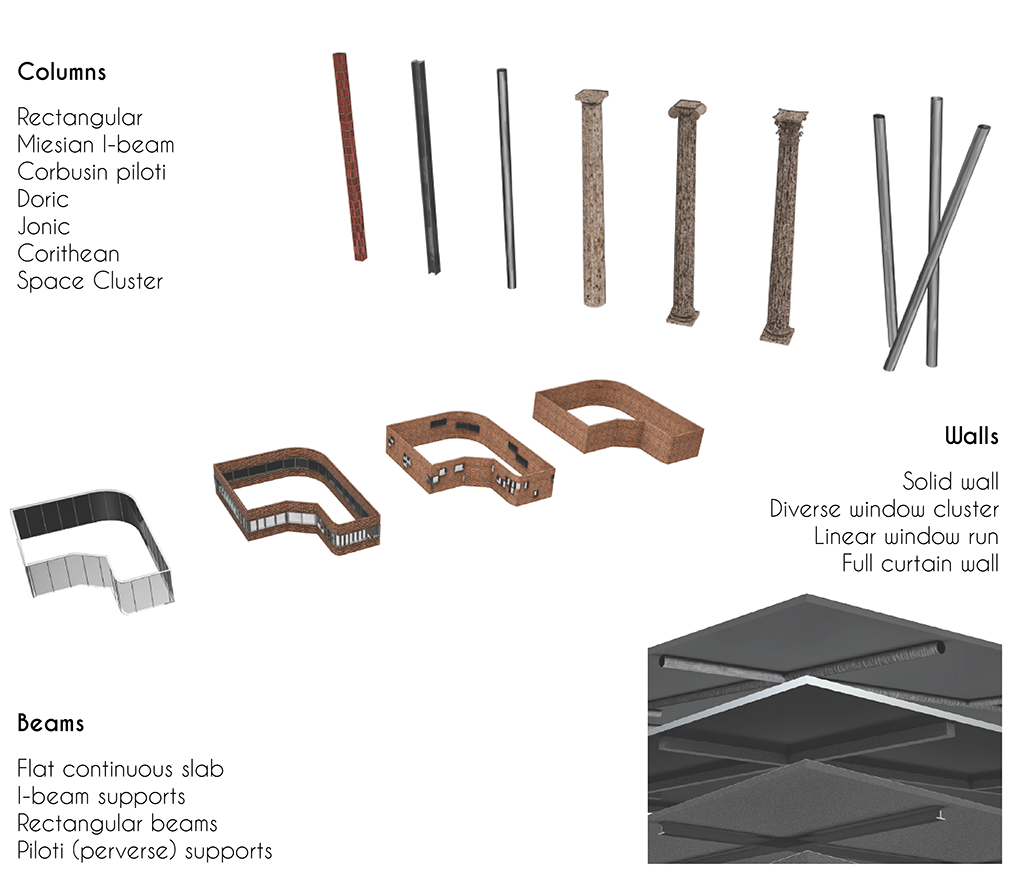 Columns
Rectangular
Miesian I-beam
Corbusin piloti
Doric
Jonic
Corithean
Space Cluster
Walls
Solid wall
Diverse window cluster
Linear window run
Full curtain wall
Beams
Flat continuous slab
I-beam supports
Rectangular beams
Piloti (perverse) supports